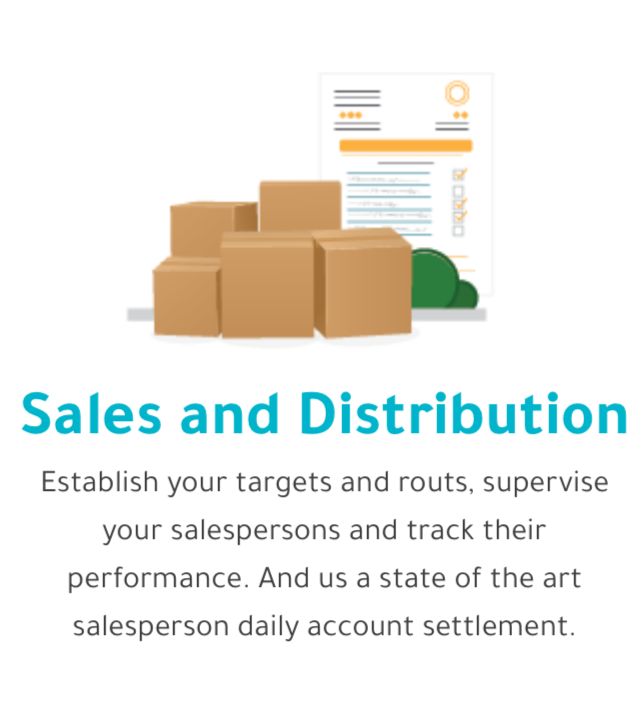 Sales and Distribution
Establish your targets and routs, supervise
your salespersons and track their
performance. And us a state of the art
salesperson daily account settlement.